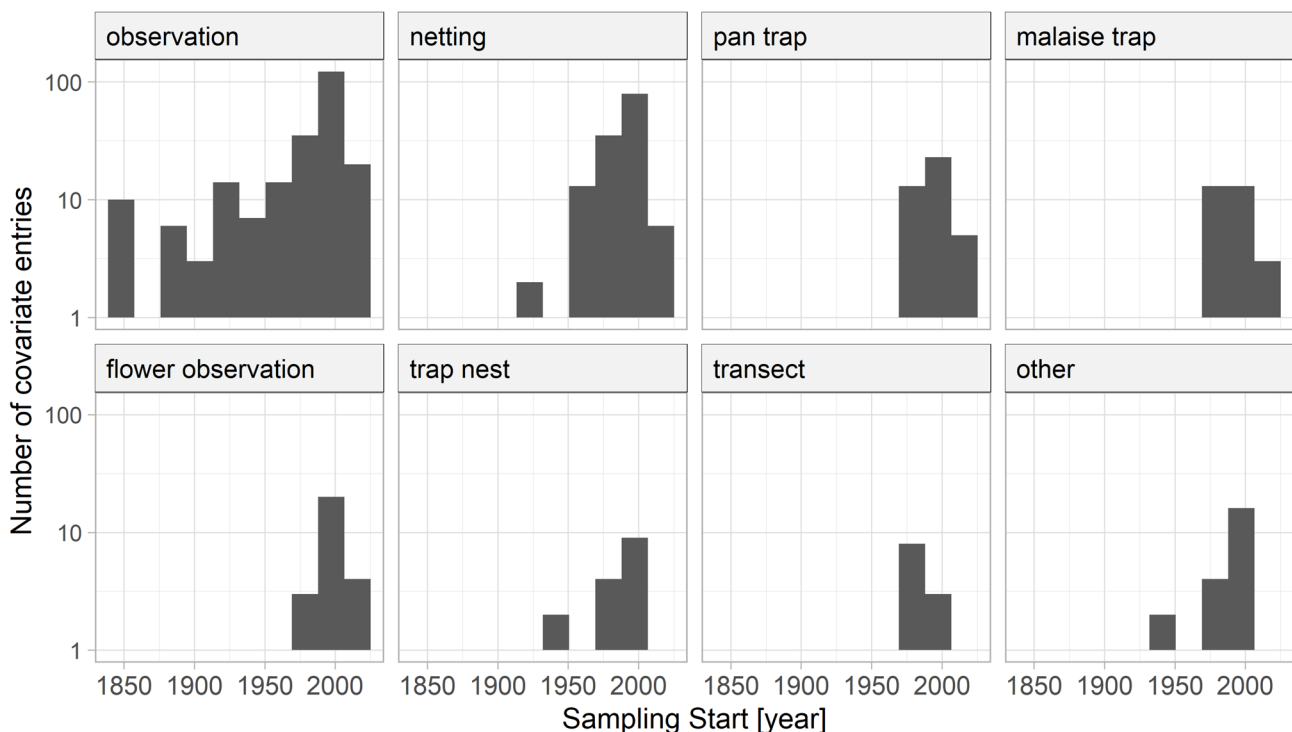 observation netting pan trap malaise trap
100
10
1
flower observation trap nest transect other
100
10
1
1850 1900 1950 2000 1850 1900 1950 2000 1850 1900 1950 2000 1850 1900 1950 2000
Sampling Start [year]
Number of covariate entries